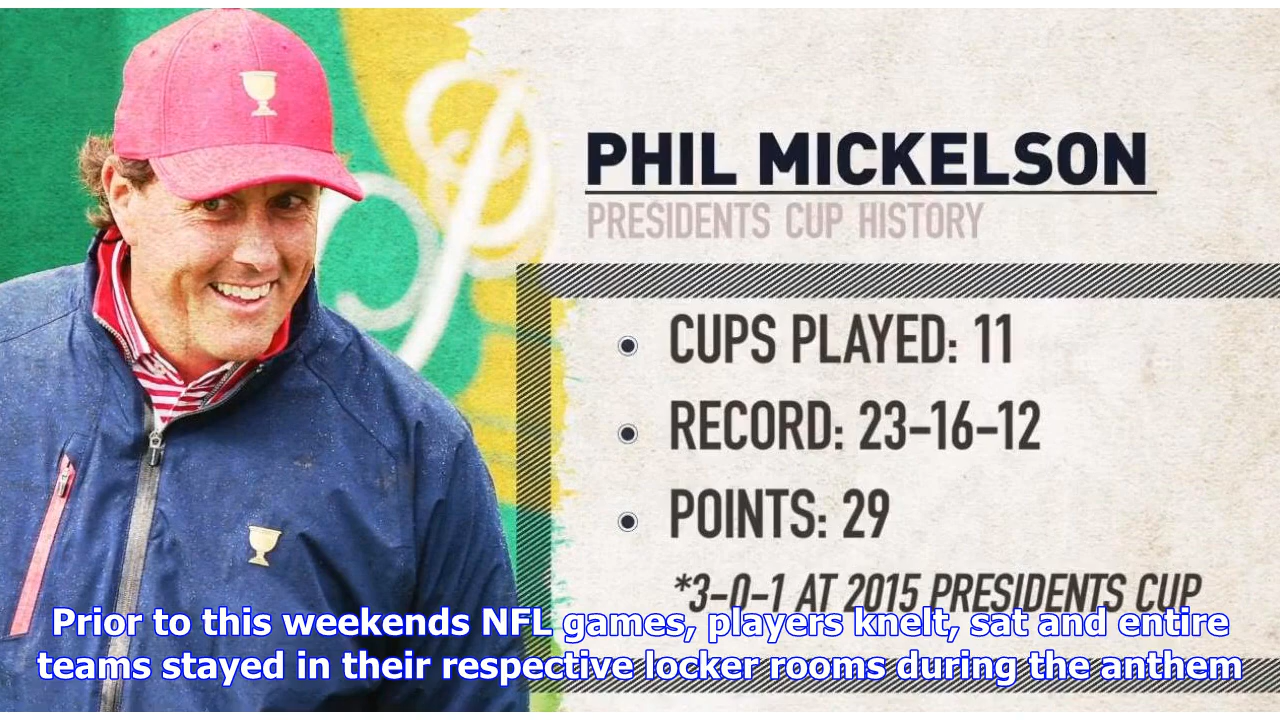 PHIL MICKELSON
PRESIDENTS CUP HISTORY
• CUPS PLAYED: 11
• RECORD: 23-16-12
• POINTS: 29
*3-0-1 AT 2015 PRESIDENTS CUP
Prior to this weekends NFL games, players knelt, sat and entire
teams stayed in their respective locker rooms during the anthem